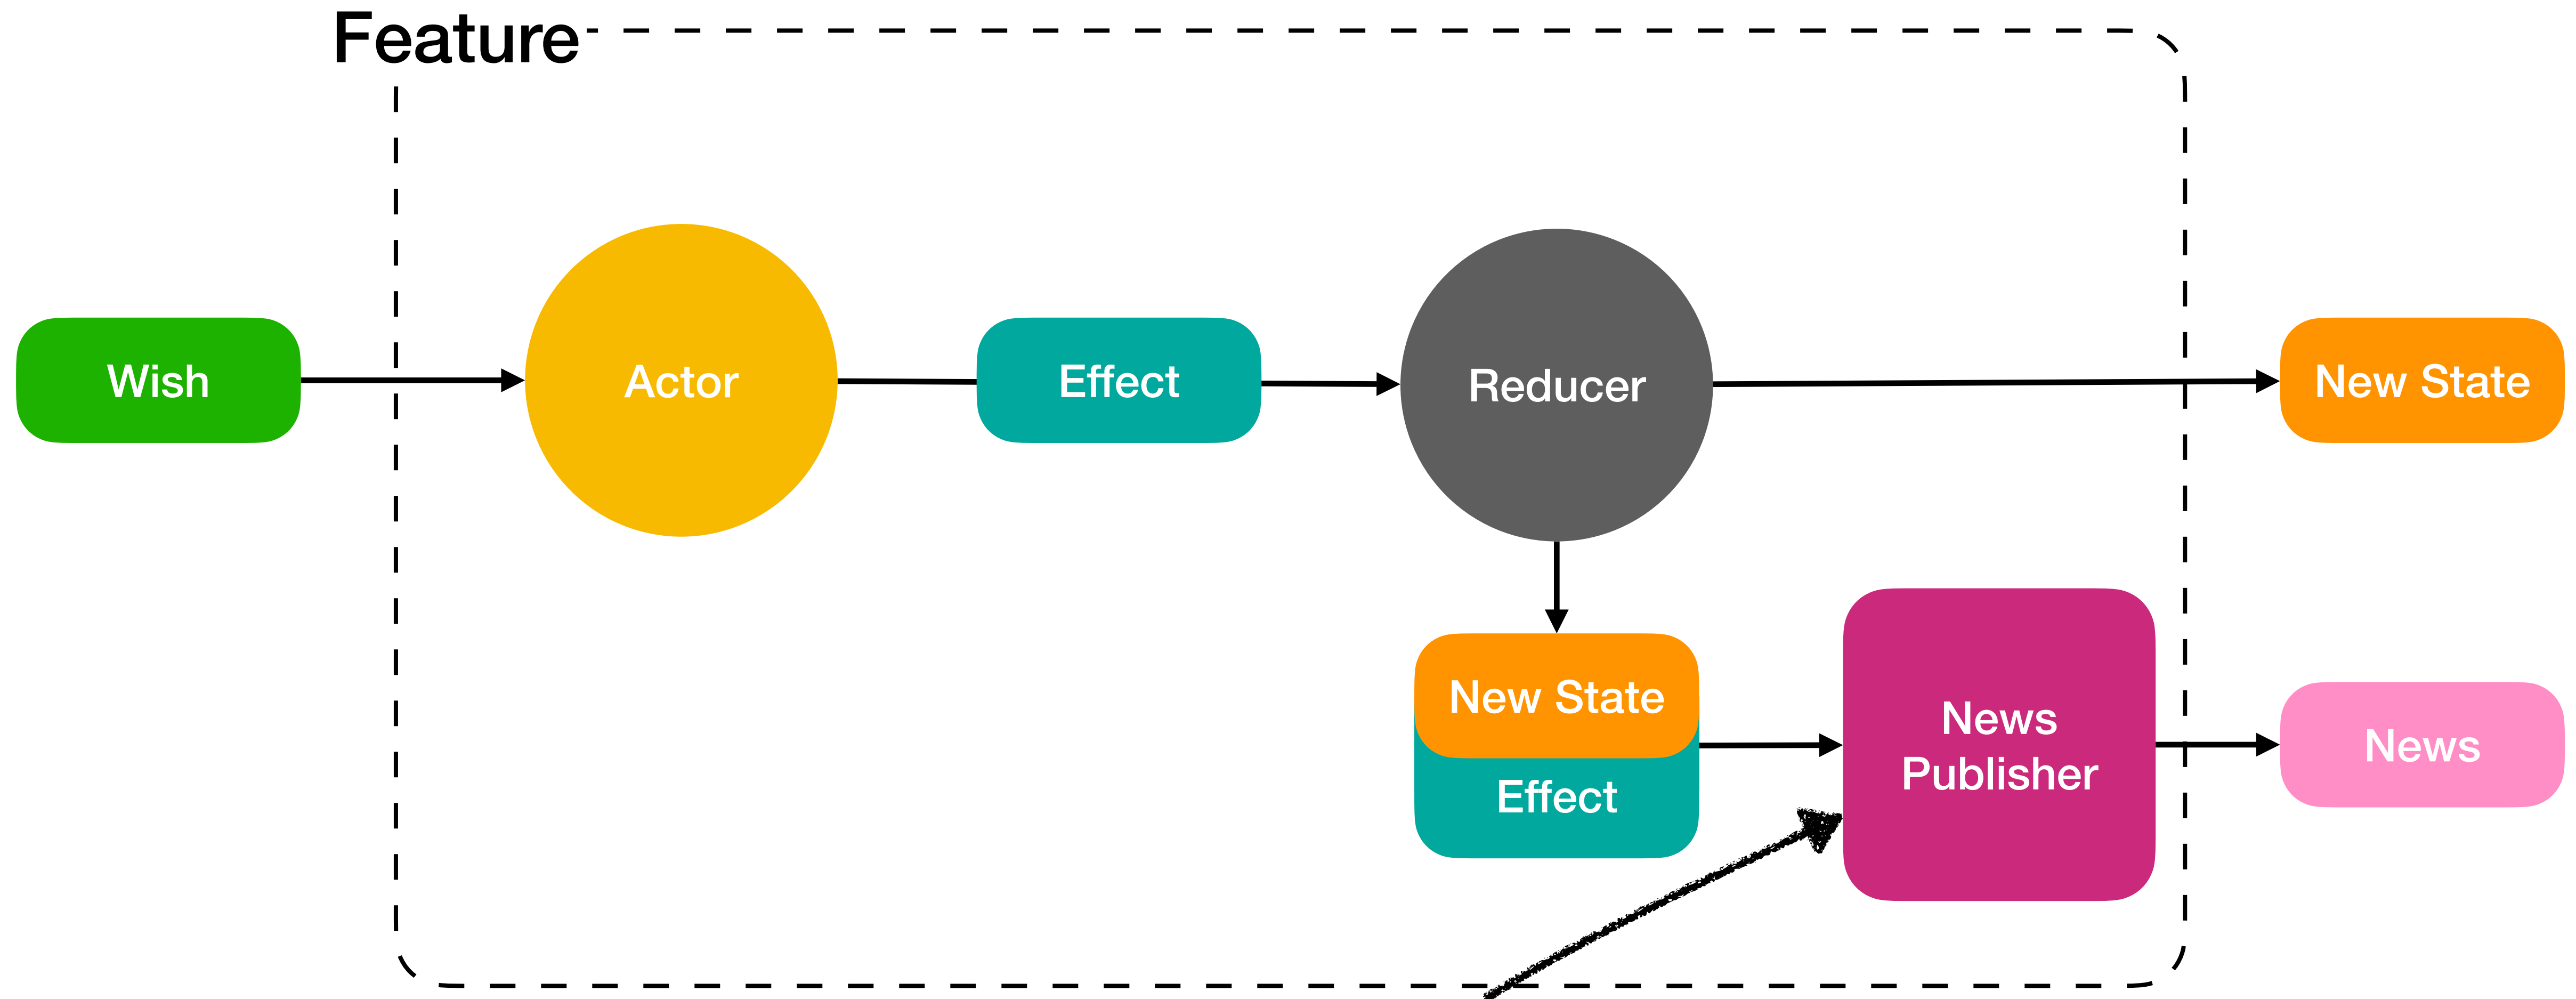 Feature
Wish
Actor
Effect
Reducer
New State
New State
Effect
News
Publisher
News